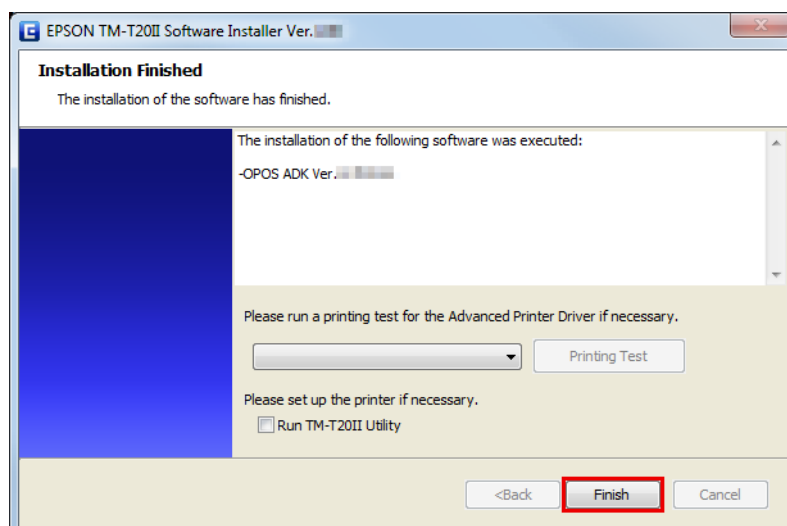 EPSON TM-T20II Software Installer Ver.
Installation Finished
The installation of the software has finished.
The installation of the following software was executed:
-OPOS ADK Ver.
Please run a printing test for the Advanced Printer Driver if necessary.
Printing Test
Please set up the printer if necessary.
Run TM-T20II Utility
<Back
Finish
Cancel